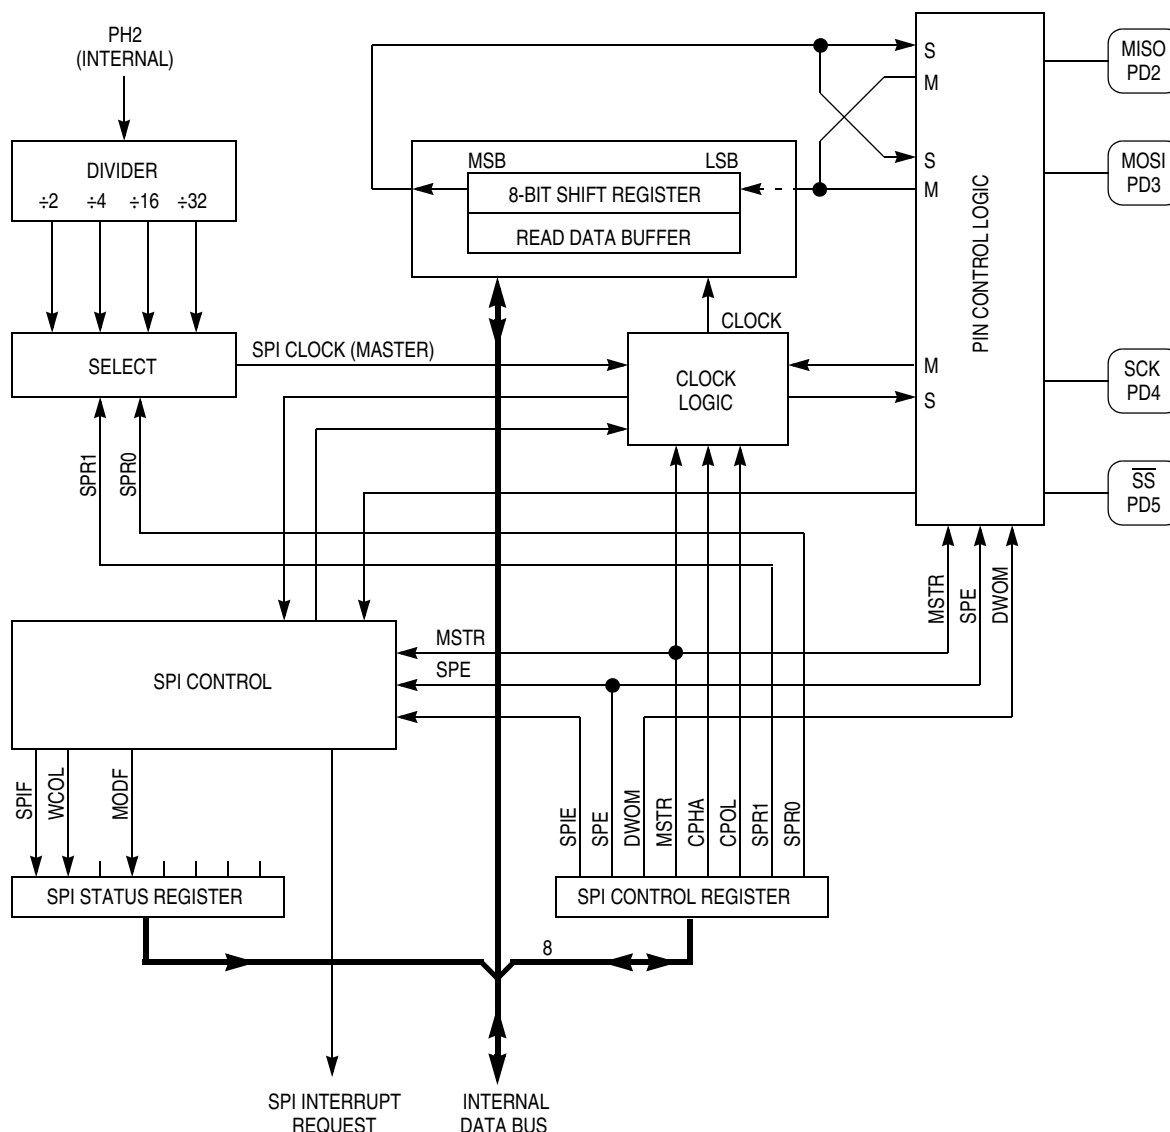 PH2
(INTERNAL)
DIVIDER
÷2 ÷4 ÷16 ÷32
SELECT
SPI CLOCK (MASTER)
SPR1
SPR0
MSB
LSB
8-BIT SHIFT REGISTER
READ DATA BUFFER
CLOCK
CLOCK
LOGIC
S
M
S
M
M
S
PIN CONTROL LOGIC
MISO
PD2
MOSI
PD3
SCK
PD4
SS
PD5
MSTR
SPE
DWOM
MSTR
SPE
SPI CONTROL
SPIF
WCOL
MODF
SPIE
SPE
DWOM
MSTR
CPHA
CPOL
SPR1
SPR0
SPI STATUS REGISTER
SPI CONTROL REGISTER
8
SPI INTERRUPT
REQUEST
INTERNAL
DATA BUS